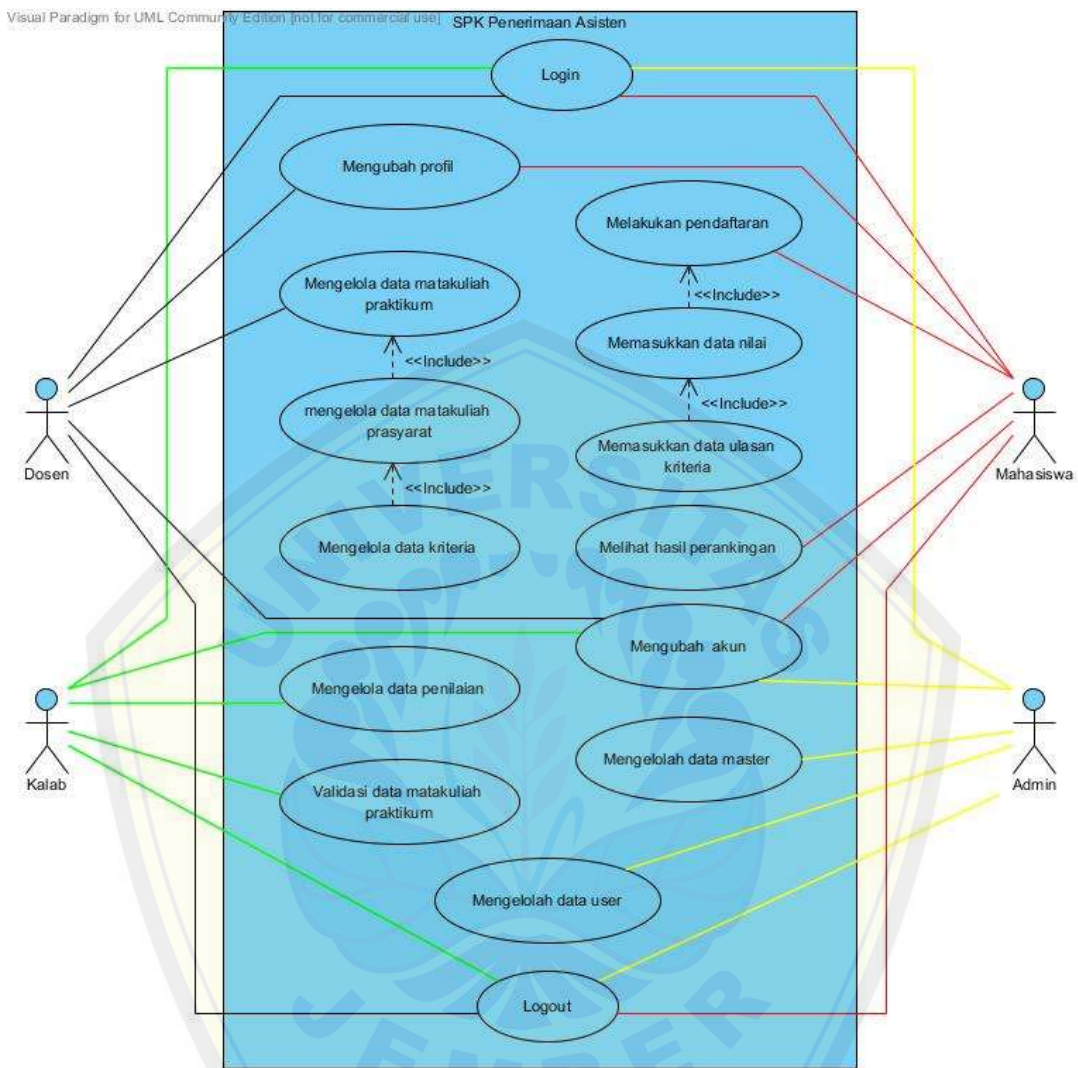 Visual Paradigm for UML Community Edition [not for commercial use]
SPK Penerimaan Asisten
Login
Mengubah profil
Melakukan pendaftaran
Mengelola data matakuliah
praktikum
<<Include>>
Memasukkan data nilai
<<Include>>
mengelola data matakuliah
prasyarat
<<Include>>
Memasukkan data ulasan
kriteria
Dosen
Mahasiswa
<<Include>>
Mengelola data kriteria
Melihat hasil perankingan
Mengubah akun
Mengelola data penilaian
Kalab
Mengelolah data master
Admin
Validasi data matakuliah
praktikum
Mengelolah data user
Logout
UNIVERSITAS
JEMBER